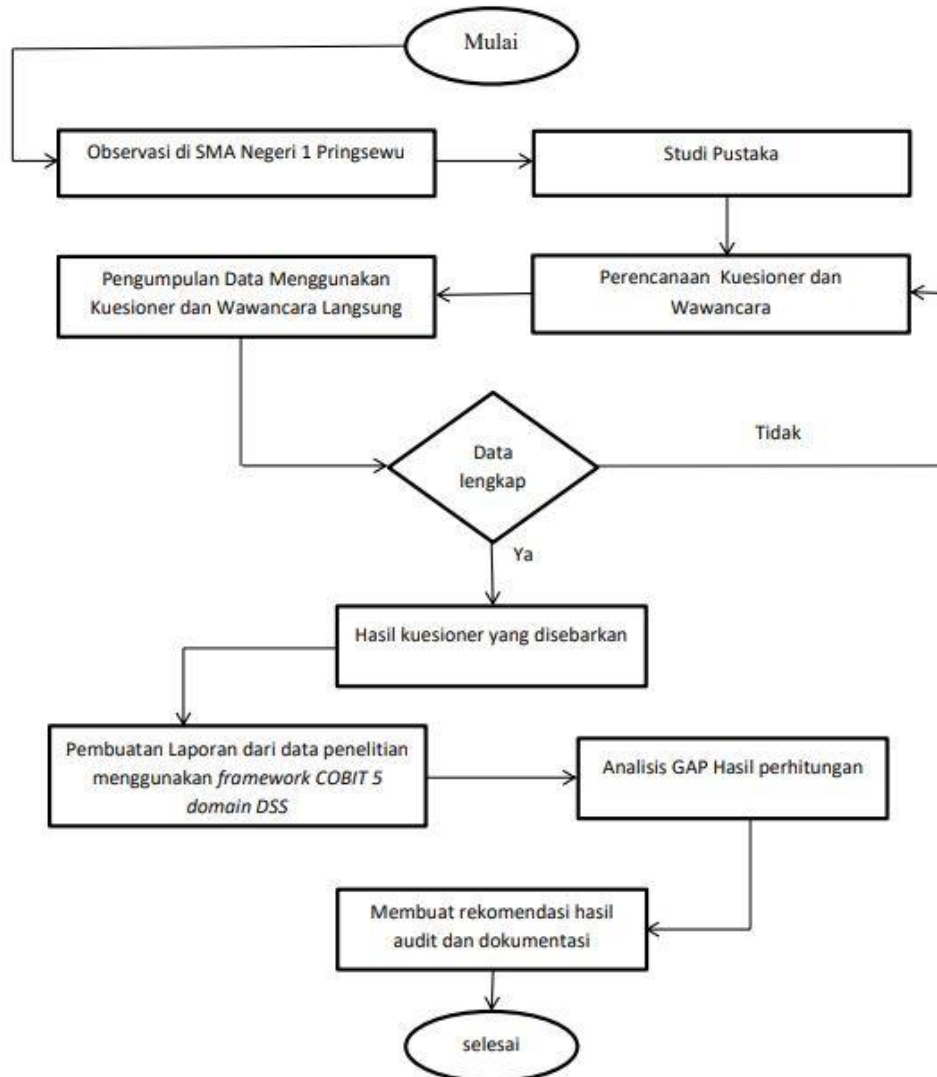 Mulai
Observasi di SMA Negeri 1 Pringsewu
Studi Pustaka
Perencanaan Kuesioner dan
Wawancara
Pengumpulan Data Menggunakan
Kuesioner dan Wawancara Langsung
Data
lengkap
Tidak
Ya
Hasil kuesioner yang disebarkan
Pembuatan Laporan dari data penelitian
menggunakan framework COBIT 5
domain DSS
Analisis GAP Hasil perhitungan
Membuat rekomendasi hasil
audit dan dokumentasi
selesai